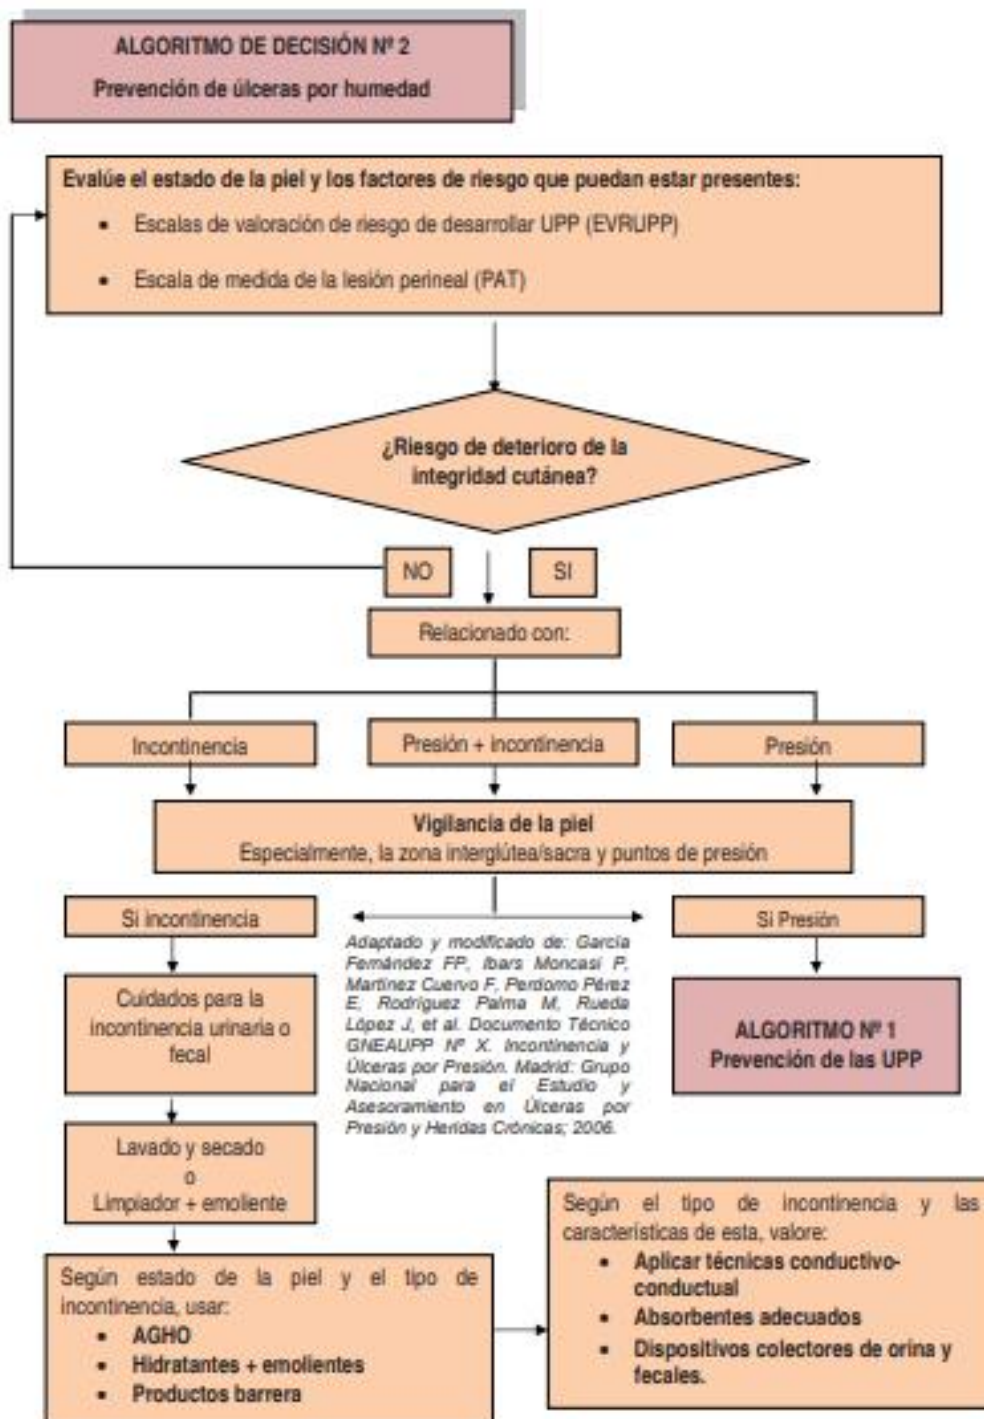 ALGORITMO DE DECISIÓN Nº 2
Prevención de úlceras por humedad
Evalúe el estado de la piel y los factores de riesgo que puedan estar presentes:
• Escalas de valoración de riesgo de desarrollar UPP (EVRUPP)
• Escala de medida de la lesión perineal (PAT)
¿Riesgo de deterioro de la
integridad cutánea?
NO
SI
Relacionado con:
Incontinencia
Presión + incontinencia
Presión
Vigilancia de la piel
Especialmente, la zona interglútea/sacra y puntos de presión
Si incontinencia
Si Presión
Cuidados para la
incontinencia urinaria o
fecal
Adaptado y modificado de: García
Fernández FP, Ibars Moncasi P,
Martínez Cuervo F, Perdomo Pérez
E, Rodríguez Palma M, Rueda
López J, et al. Documento Técnico
GNEAUPP Nº X. Incontinencia y
Úlceras por Presión. Madrid: Grupo
Nacional para el Estudio y
Asesoramiento en Úlceras por
Presión y Heridas Crónicas; 2006.
ALGORITMO Nº 1
Prevención de las UPP
Lavado y secado
o
Limpiador + emoliente
Según estado de la piel y el tipo de
incontinencia, usar:
• AGHO
• Hidratantes + emolientes
• Productos barrera
Según el tipo de incontinencia y las
características de esta, valore:
• Aplicar técnicas conductivo-
conductual
• Absorbentes adecuados
• Dispositivos colectores de orina y
fecales.